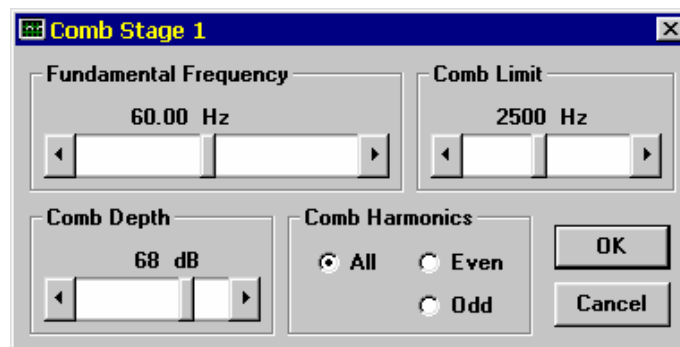 Comb Stage 1
Fundamental Frequency
60.00 Hz
Comb Limit
2500 Hz
Comb Depth
68 dB
Comb Harmonics
All
Even
Odd
OK
Cancel